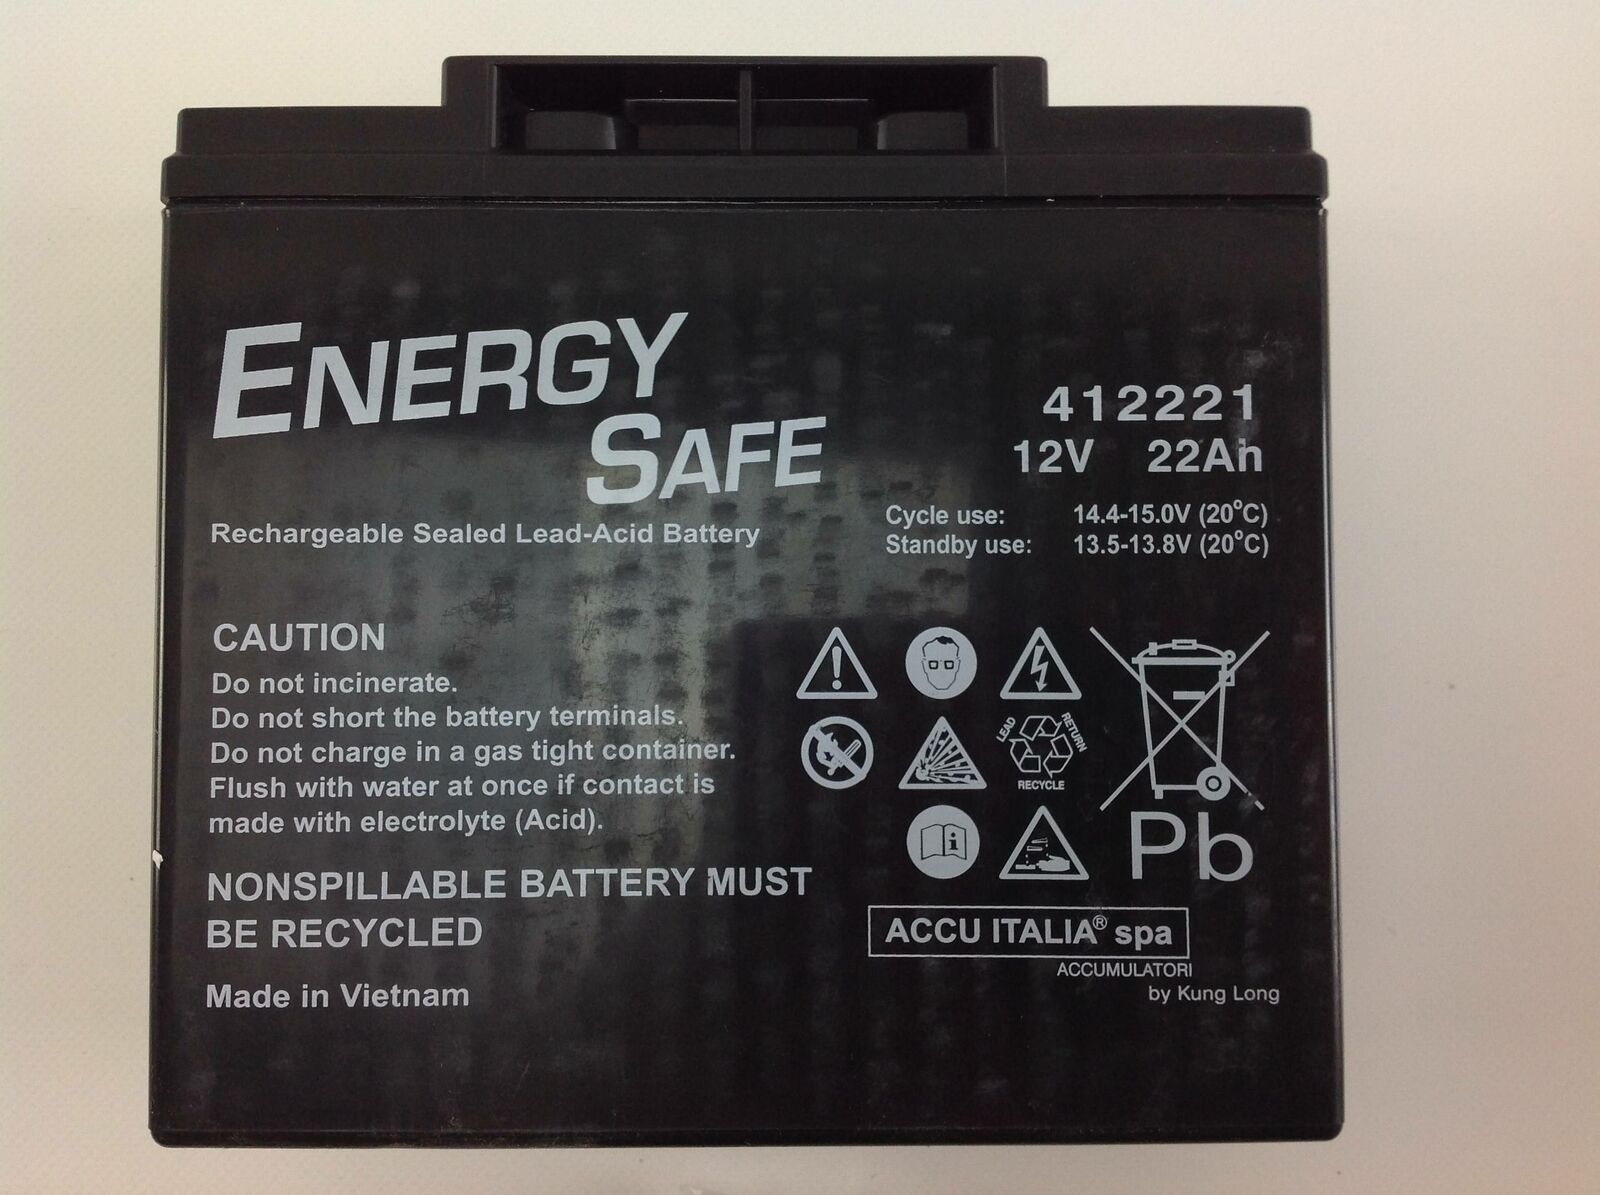 ENERGY
SAFE
Rechargeable Sealed Lead-Acid Battery
412221
12V 22Ah
Cycle use: 14.4-15.0V (20°C)
Standby use: 13.5-13.8V (20°C)
CAUTION
Do not incinerate.
Do not short the battery terminals.
Do not charge in a gas tight container.
Flush with water at once if contact is
made with electrolyte (Acid).
NONSPILLABLE BATTERY MUST
BE RECYCLED
Made in Vietnam
LEAD
RETURN
RECYCLE
i
Pb
ACCU ITALIA® spa
ACCUMULATORI
by Kung Long